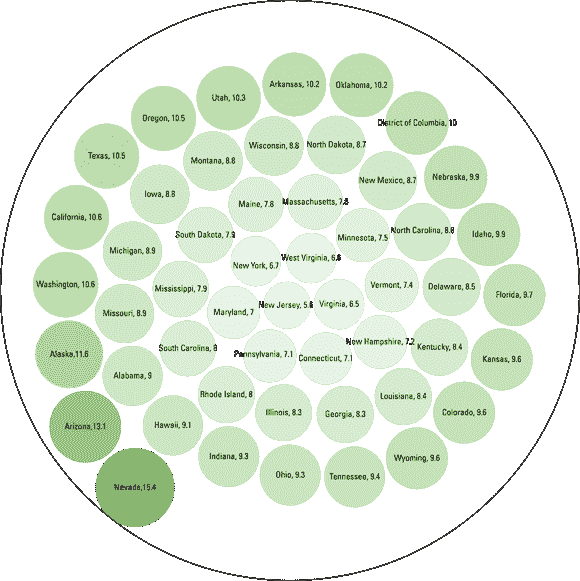 Arkansas, 10.2
Oklahoma, 10.2
Utah, 10.3
Oregon, 10.5
District of Columbia, 10
Texas, 10.5
Wisconsin, 8.8
North Dakota, 8.7
Montana, 8.8
Nebraska, 9.9
New Mexico, 8.7
Iowa, 8.8
Maine, 7.8
Massachusetts, 7.8
California, 10.6
North Carolina, 8.6
Idaho, 9.9
South Dakota, 7.9
Minnesota, 7.5
Michigan, 8.9
West Virginia, 6.6
New York, 6.7
Washington, 10.6
Mississippi, 7.9
Vermont, 7.4
Delaware, 8.5
Florida, 9.7
Missouri, 8.9
Maryland, 7
New Jersey, 5.6
Virginia, 6.5
Alaska,11.6
South Carolina, 8
Pennsylvania, 7.1
Connecticut, 7.1
New Hampshire, 7.2
Kentucky, 8.4
Kansas, 9.6
Alabama, 9
Rhode Island, 8
Louisiana, 8.4
Arizona,13.1
Hawaii, 9.1
Illinois, 8.3
Georgia, 8.3
Colorado, 9.6
Indiana, 9.3
Wyoming, 9.6
Ohio, 9.3
Tennessee, 9.4
Nevada,15.4